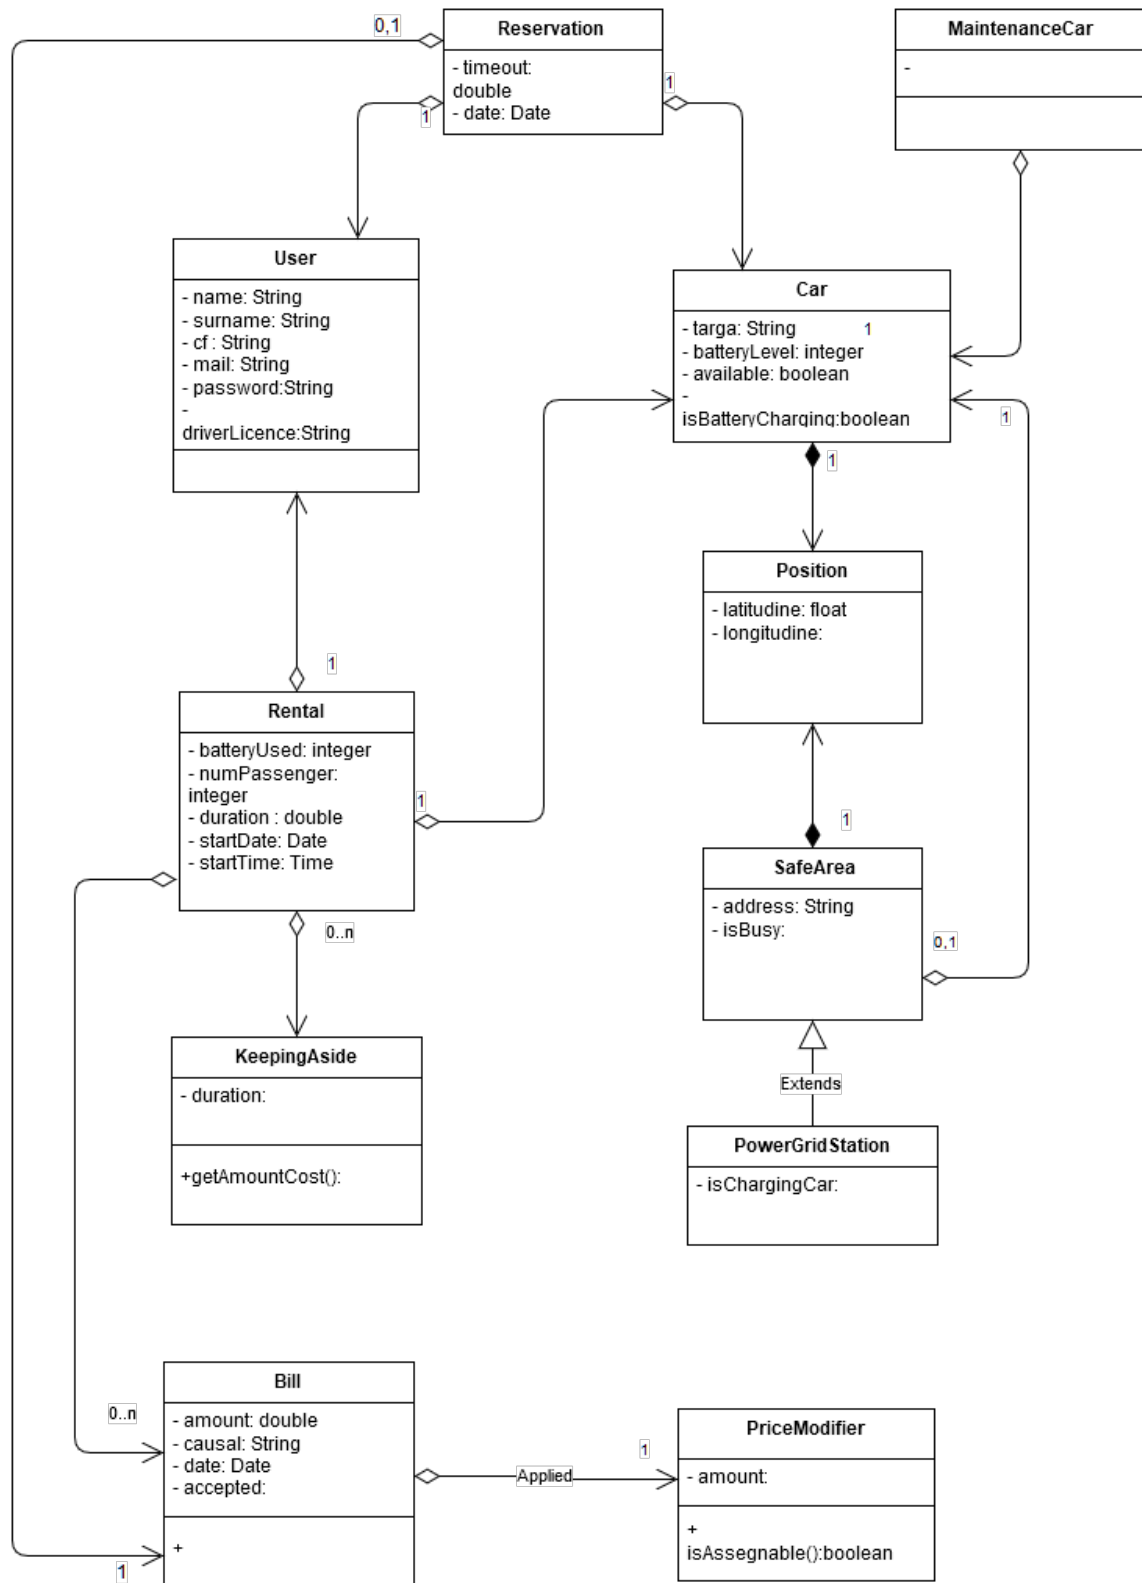 0,1
Reservation
- timeout:
double
- date: Date
1
1
MaintenanceCar
-
User
- name: String
- surname: String
- cf : String
- mail: String
- password:String
-
driverLicence:String
Car
- targa: String
1
- batteryLevel: integer
- available: boolean
-
isBatteryCharging:boolean
1
1
Position
- latitudine: float
- longitudine:
1
Rental
- batteryUsed: integer
- numPassenger:
integer
- duration : double
- startDate: Date
- startTime: Time
1
0..n
1
SafeArea
- address: String
- isBusy:
0,1
KeepingAside
- duration:
+getAmountCost():
Extends
PowerGridStation
- isChargingCar:
Bill
- amount: double
- causal: String
- date: Date
- accepted:
+
0..n
1
Applied
1
PriceModifier
- amount:
+
isAssegnable():boolean